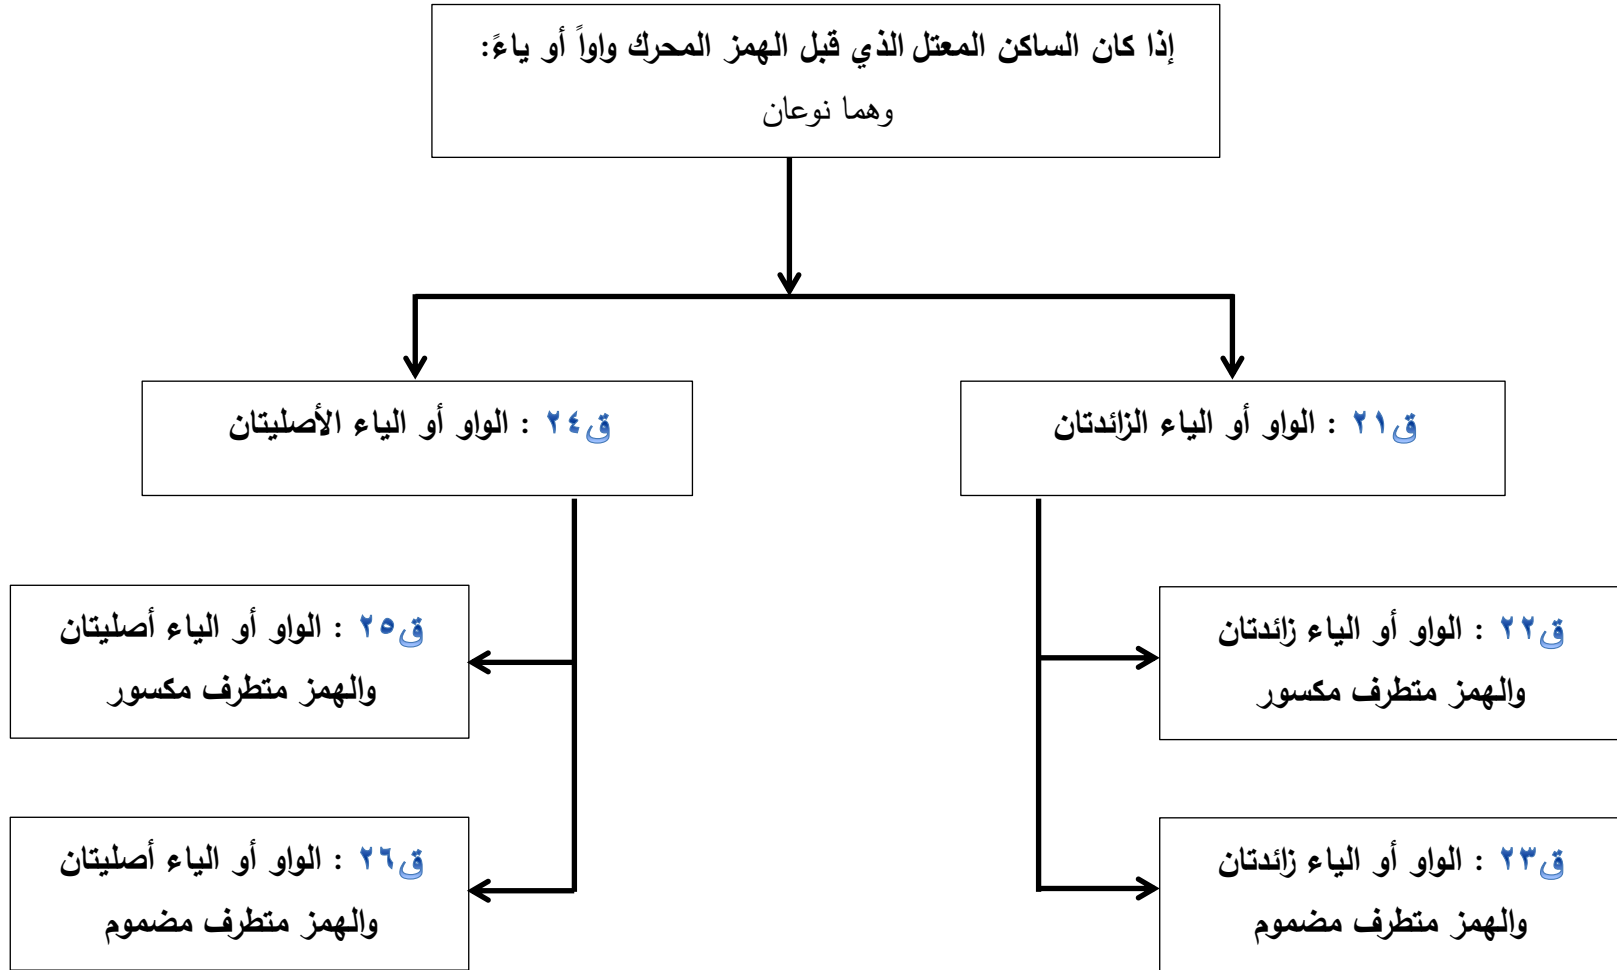 إذا كان الساكن المعتل الذي قبل الهمز المحرك واواً أو ياءً:
وهما نوعان
ق٢١ : الواو أو الياء الزائدتان
ق٢٤ : الواو أو الياء الأصليتان
ق٢٢ : الواو أو الياء زائدتان
والهمز متطرف مكسور
ق٢٥ : الواو أو الياء أصليتان
والهمز متطرف مكسور
ق٢٣ : الواو أو الياء زائدتان
والهمز متطرف مضموم
ق٢٦ : الواو أو الياء أصليتان
والهمز متطرف مضموم